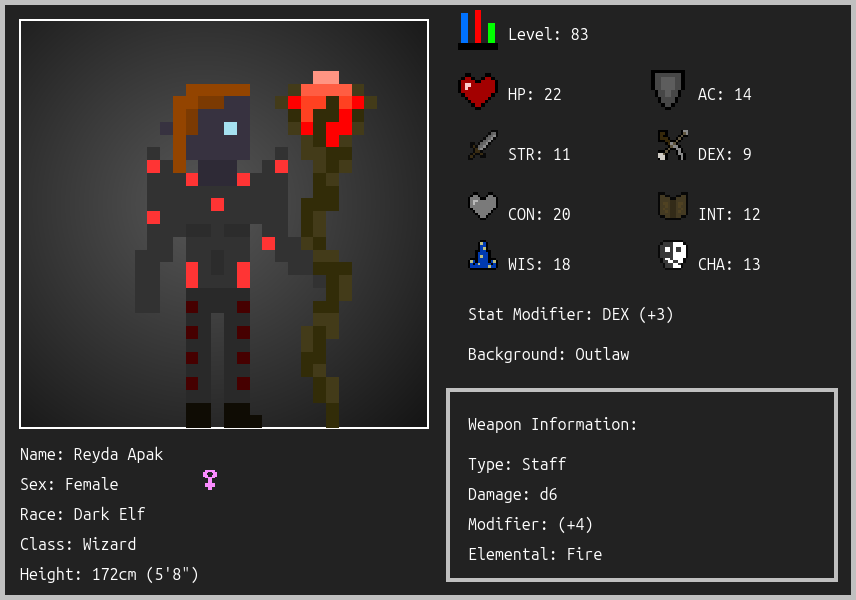 Level: 83
HP: 22
AC: 14
STR: 11
DEX: 9
CON: 20
INT: 12
WIS: 18
CHA: 13
Stat Modifier: DEX (+3)
Background: Outlaw
Weapon Information:
Type: Staff
Damage: d6
Modifier: (+4)
Elemental: Fire
Name: Reyda Apak
Sex: Female
Race: Dark Elf
Class: Wizard
Height: 172cm (5'8")